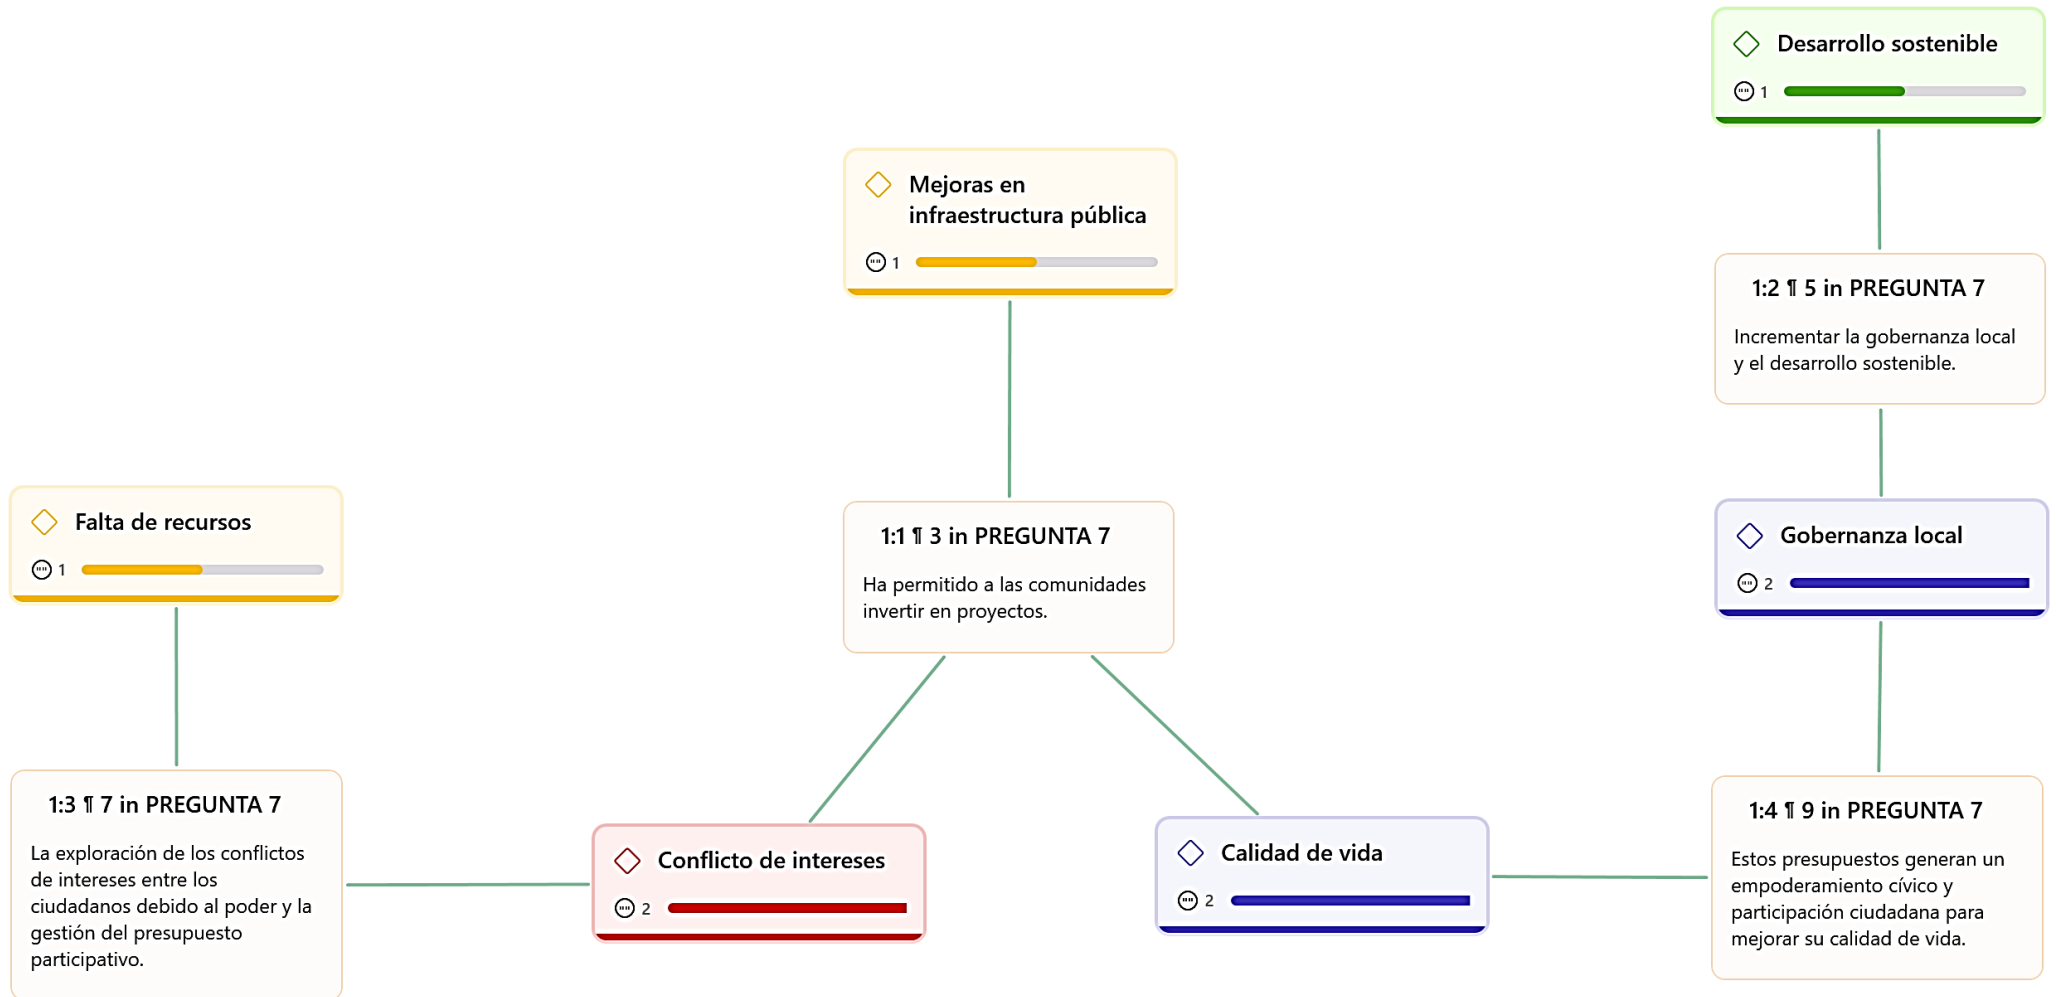 Desarrollo sostenible
1
Mejoras en
infraestructura pública
1
1:2 ¶ 5 in PREGUNTA 7
Incrementar la gobernanza local
y el desarrollo sostenible.
Falta de recursos
1
1:1 ¶ 3 in PREGUNTA 7
Ha permitido a las comunidades
invertir en proyectos.
Gobernanza local
2
1:3 ¶ 7 in PREGUNTA 7
La exploración de los conflictos
de intereses entre los
ciudadanos debido al poder y la
gestión del presupuesto
participativo.
Conflicto de intereses
2
Calidad de vida
2
1:4 ¶ 9 in PREGUNTA 7
Estos presupuestos generan un
empoderamiento cívico y
participación ciudadana para
mejorar su calidad de vida.